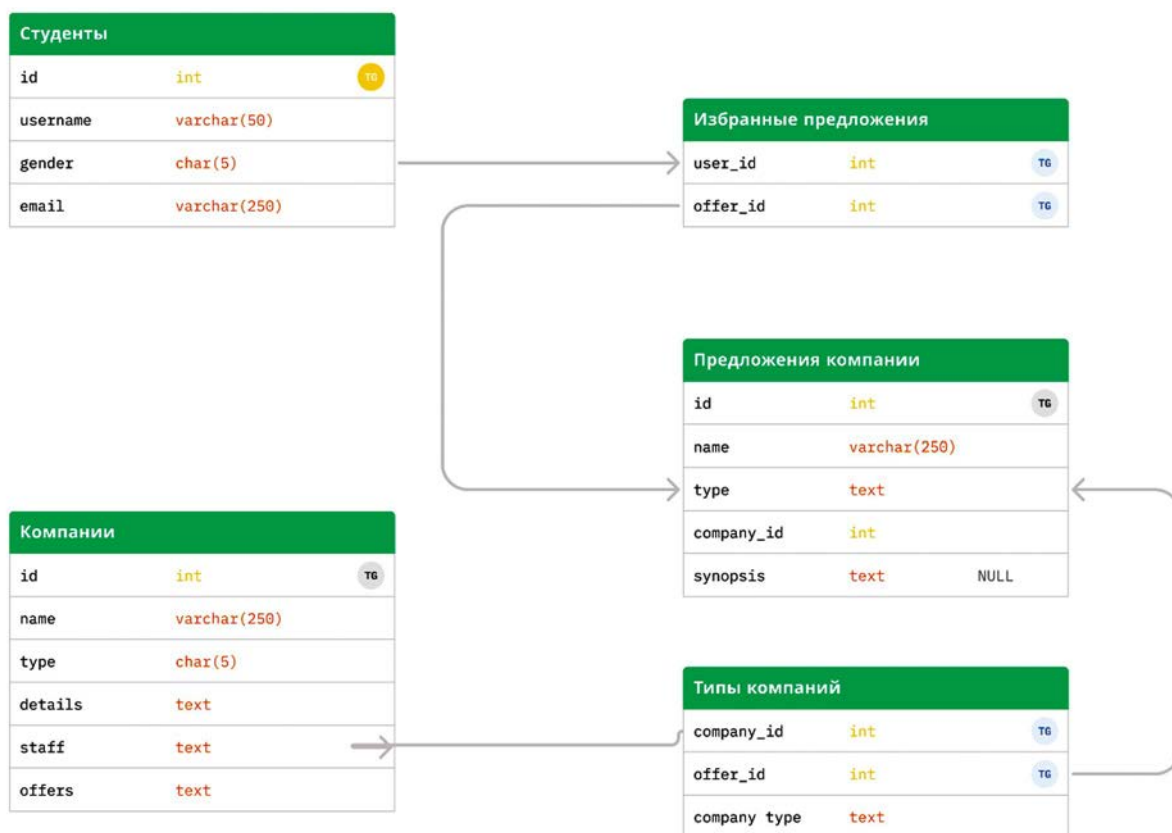 Студенты
id int TG
username varchar(50)
gender char(5)
email varchar(250)
Избранные предложения
user_id int TG
offer_id int TG
Предложения компании
id int TG
name varchar(250)
type text
company_id int
synopsis text NULL
Компании
id int TG
name varchar(250)
type char(5)
details text
staff text
offers text
Типы компаний
company_id int TG
offer_id int TG
company type text